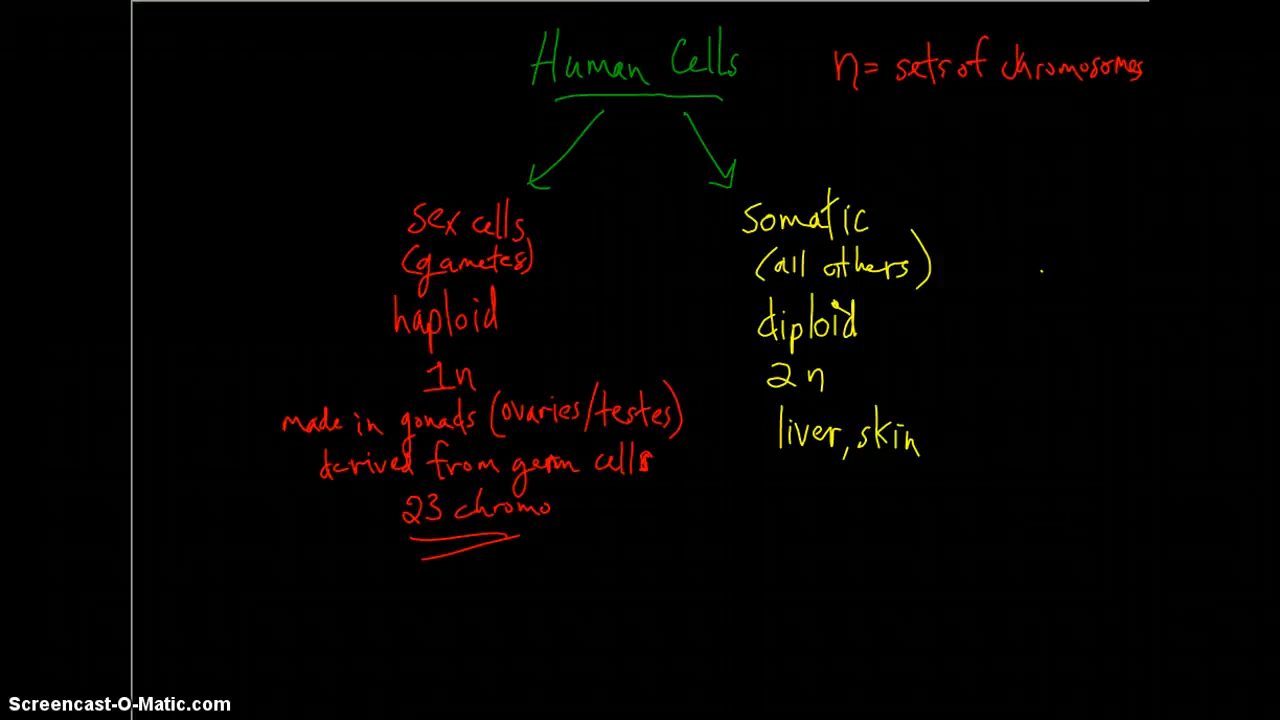 Human Cells
n= sets of chromosomes
sex cells
(gametes)
haploid
1n
made in gonads (ovaries/testes)
derived from germ cells
23 chromo
somatic
(all others)
diploid
2n
liver, skin
Screencast-O-Matic.com